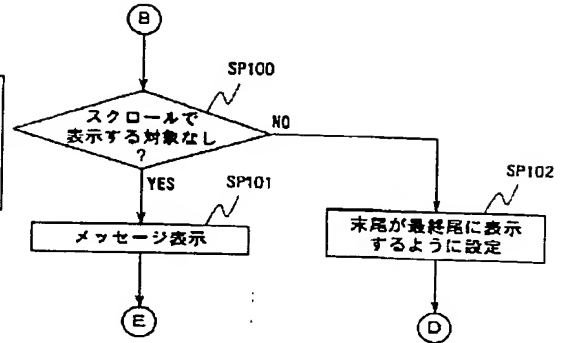 B
SP100
スクロールで
表示する対象なし
?
NO
YES
SP101
メッセージ表示
SP102
末尾が最終尾に表示
するように設定
E
D